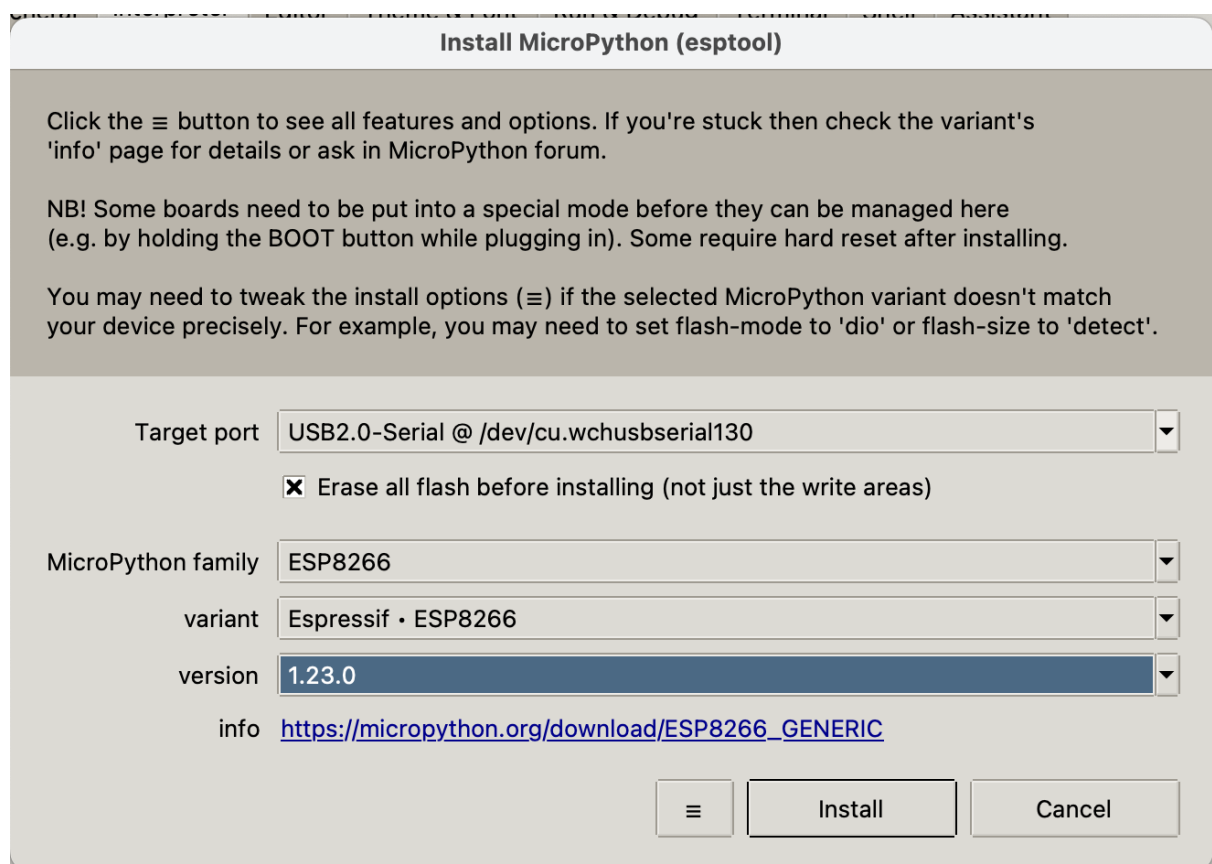 Install MicroPython (esptool)
Click the ≡ button to see all features and options. If you're stuck then check the variant's
'info' page for details or ask in MicroPython forum.
NB! Some boards need to be put into a special mode before they can be managed here
(e.g. by holding the BOOT button while plugging in). Some require hard reset after installing.
You may need to tweak the install options (≡) if the selected MicroPython variant doesn't match
your device precisely. For example, you may need to set flash-mode to 'dio' or flash-size to 'detect'.
Target port USB2.0-Serial @ /dev/cu.wchusbserial130
Erase all flash before installing (not just the write areas)
MicroPython family ESP8266
variant Espressif • ESP8266
version 1.23.0
info https://micropython.org/download/ESP8266_GENERIC
≡ Install Cancel